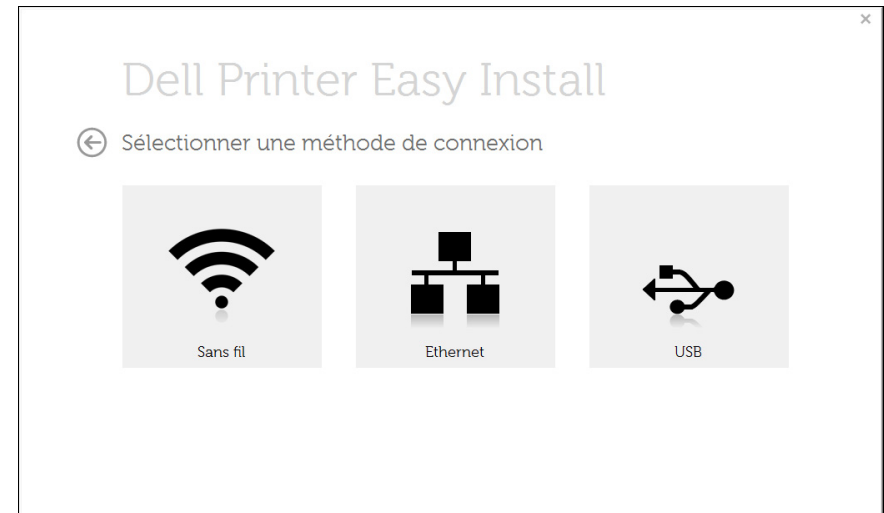 Dell Printer Easy Install
Sélectionner une méthode de connexion
Sans fil
Ethernet
USB